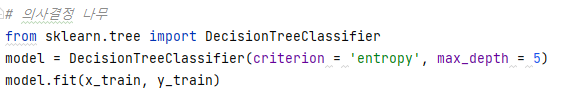 # 의사결정 나무
from sklearn.tree import DecisionTreeClassifier
model = DecisionTreeClassifier(criterion = 'entropy', max_depth = 5)
model.fit(x_train, y_train)